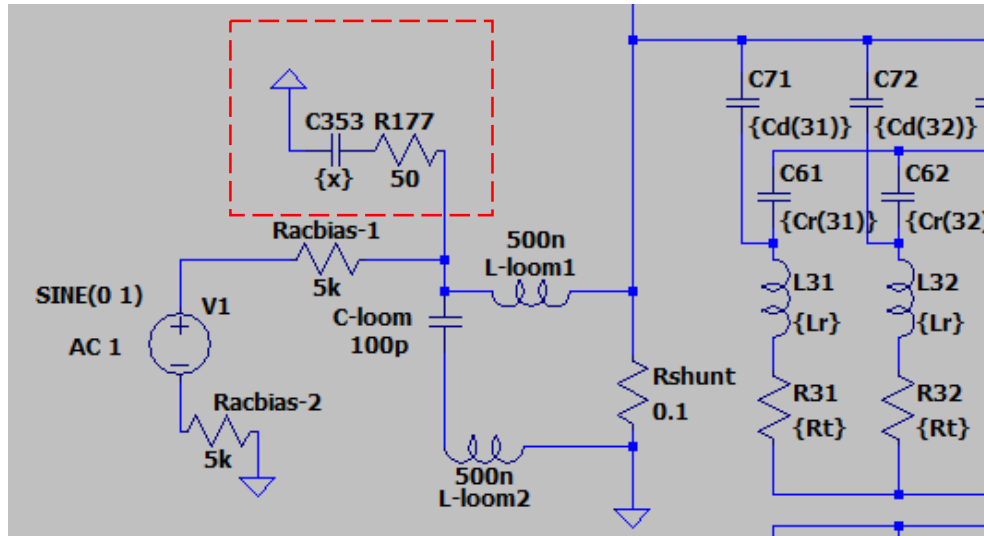 C71
C72
{Cd(31)}
{Cd(32)}
C353
R177
{x}
50
C61
C62
{Cr(31)}
{Cr(32)
Racbias-1
5k
500n
L-loom1
SINE(0 1)
V1
AC 1
C-loom
100p
L31
{Lr}
L32
{Lr}
Rshunt
0.1
R31
{Rt}
R32
{Rt}
Racbias-2
5k
500n
L-loom2